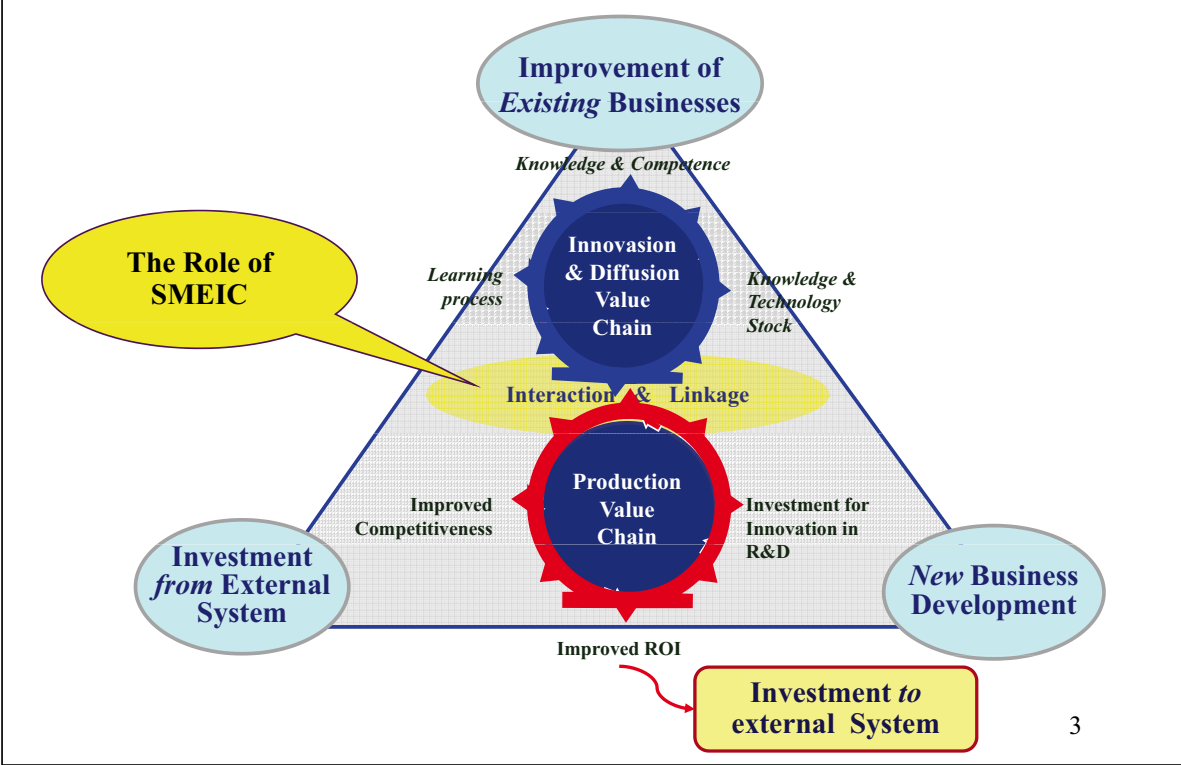 Improvement of
Existing Businesses
Knowledge & Competence
The Role of
SMEIC
Innovasion
& Diffusion
Value
Chain
Learning
process
Knowledge &
Technology
Stock
Interaction & Linkage
Production
Value
Chain
Improved
Competitiveness
Investment for
Innovation in
R&D
Investment
from External
System
New Business
Development
Improved ROI
Investment to
external System
3